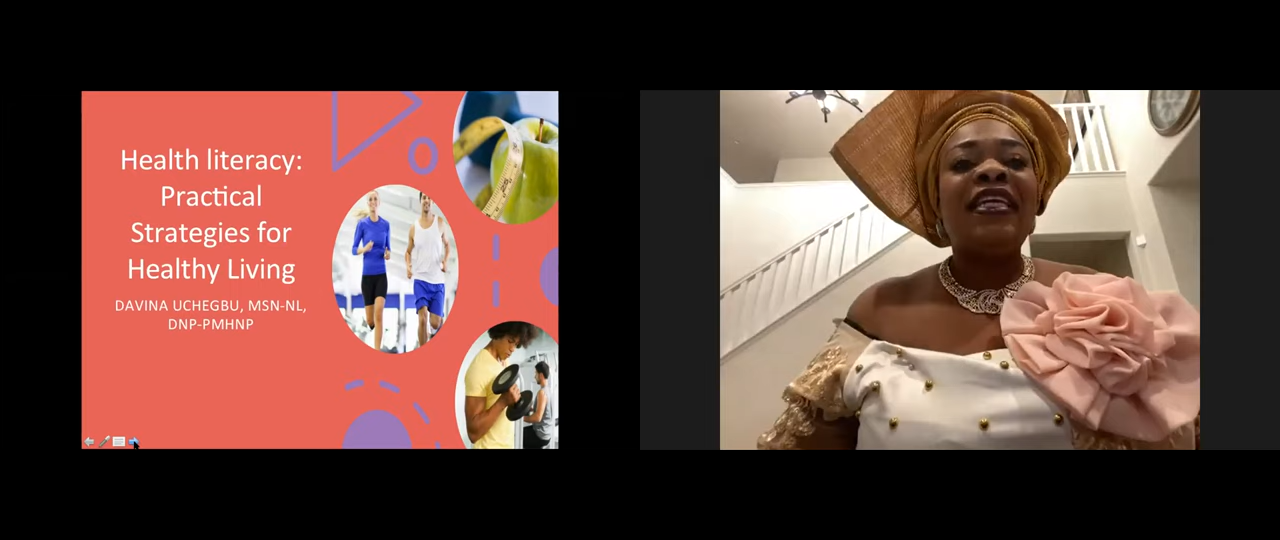 Health literacy:
Practical
Strategies for
Healthy Living
DAVINA UCHEGBU, MSN-NL,
DNP-PMHNP